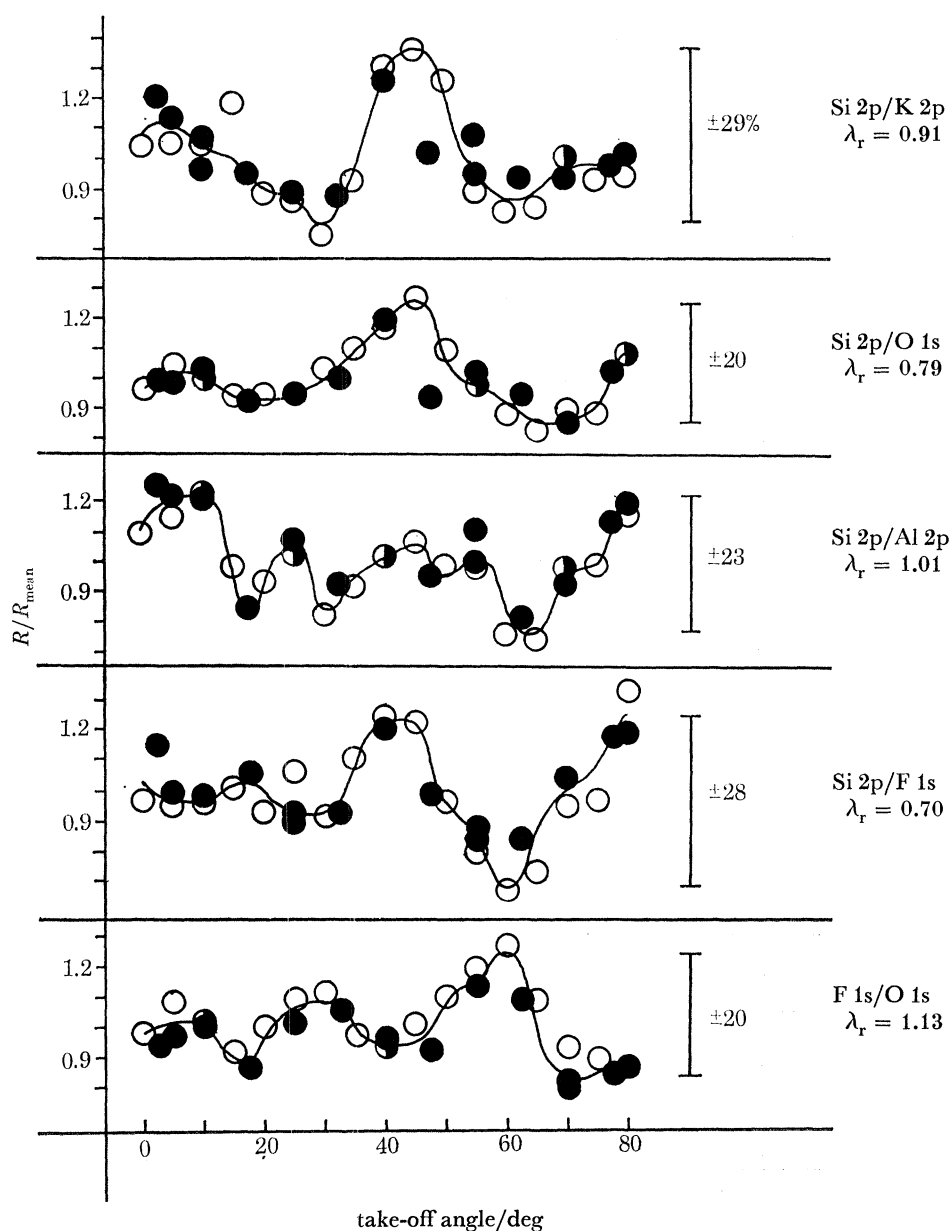 1.2
0.9
±29%
Si 2p/K 2p
λr = 0.91
1.2
0.9
±20
Si 2p/O 1s
λr = 0.79
1.2
0.9
±23
Si 2p/Al 2p
λr = 1.01
R/Rmean
1.2
0.9
±28
Si 2p/F 1s
λr = 0.70
1.2
0.9
±20
F 1s/O 1s
λr = 1.13
0 20 40 60 80
take-off angle/deg